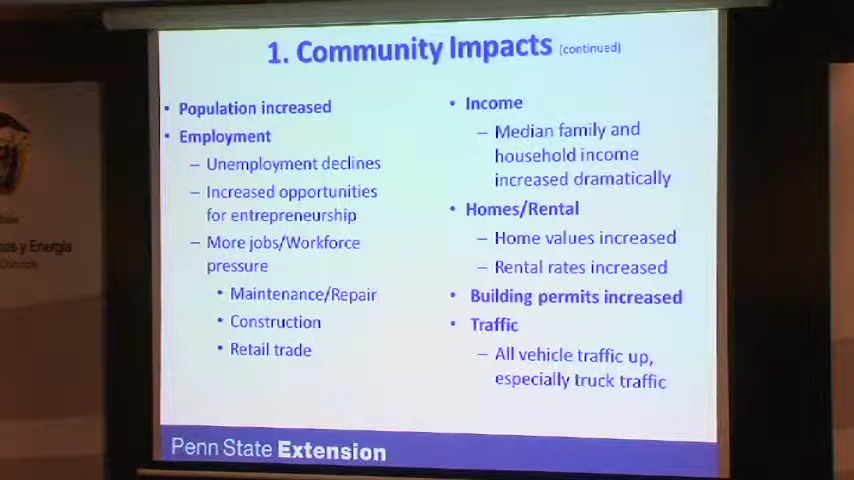 1. Community Impacts (continued)
• Population increased
• Employment
– Unemployment declines
– Increased opportunities
for entrepreneurship
– More jobs/Workforce
pressure
• Maintenance/Repair
• Construction
• Retail trade
• Income
– Median family and
household income
increased dramatically
• Homes/Rental
– Home values increased
– Rental rates increased
• Building permits increased
• Traffic
– All vehicle traffic up,
especially truck traffic
Penn State Extension
y Energía